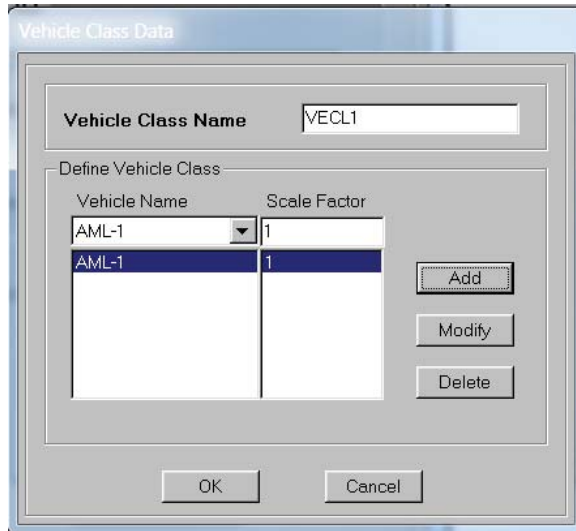 Vehicle Class Data
Vehicle Class Name VECL1
Define Vehicle Class
Vehicle Name Scale Factor
AML-1 1
AML-1 1
Add
Modify
Delete
OK Cancel